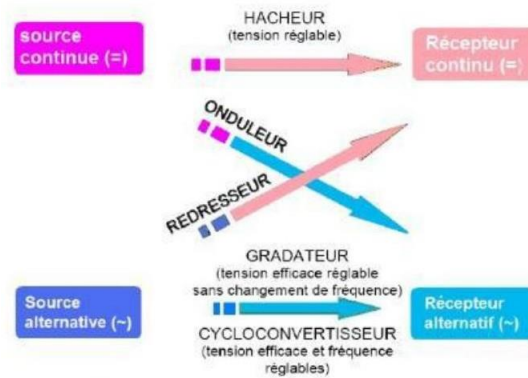 HACHEUR
(tension réglable)
source
continue (=)
Récepteur
continu (=)
ONDULEUR
REDRESSEUR
GRADATEUR
(tension efficace réglable
sans changement de fréquence)
Source
alternative (~)
Récepteur
alternatif (~)
CYCLOCONVERTISSEUR
(tension efficace et fréquence
réglables)